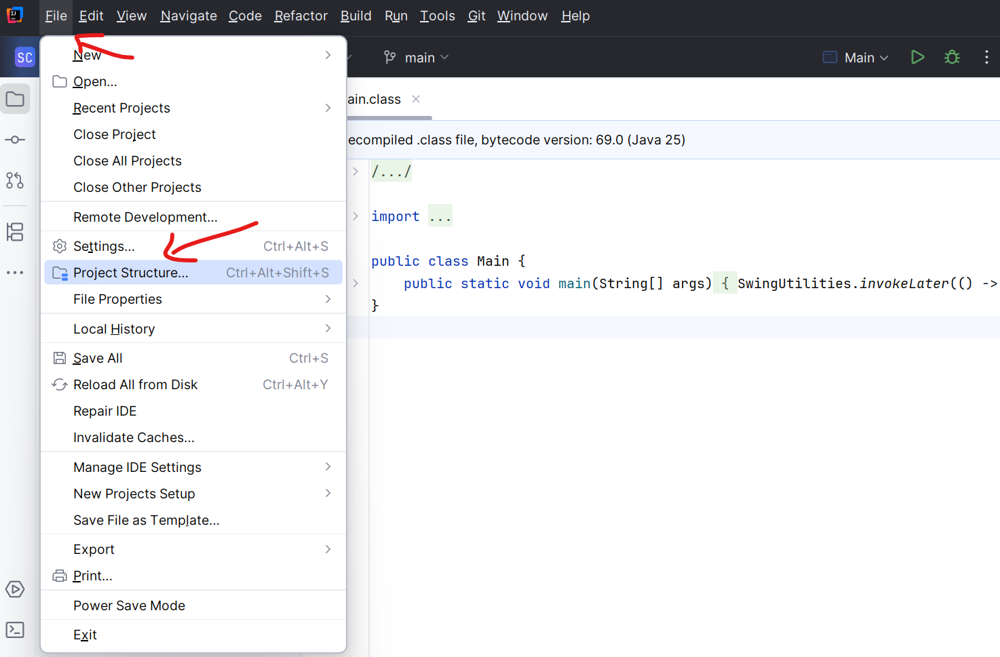 File Edit View Navigate Code Refactor Build Run Tools Git Window Help
SC main Main
New
Open...
Recent Projects
Close Project
Close All Projects
Close Other Projects
Remote Development...
Settings... Ctrl+Alt+S
Project Structure... Ctrl+Alt+Shift+S
File Properties
Local History
Save All Ctrl+S
Reload All from Disk Ctrl+Alt+Y
Repair IDE
Invalidate Caches...
Manage IDE Settings
New Projects Setup
Save File as Template...
Export
Print...
Power Save Mode
Exit
ain.class
ecompiled .class file, bytecode version: 69.0 (Java 25)
/.../
import ...
public class Main {
public static void main(String[] args) { SwingUtilities.invokeLater(() ->
}